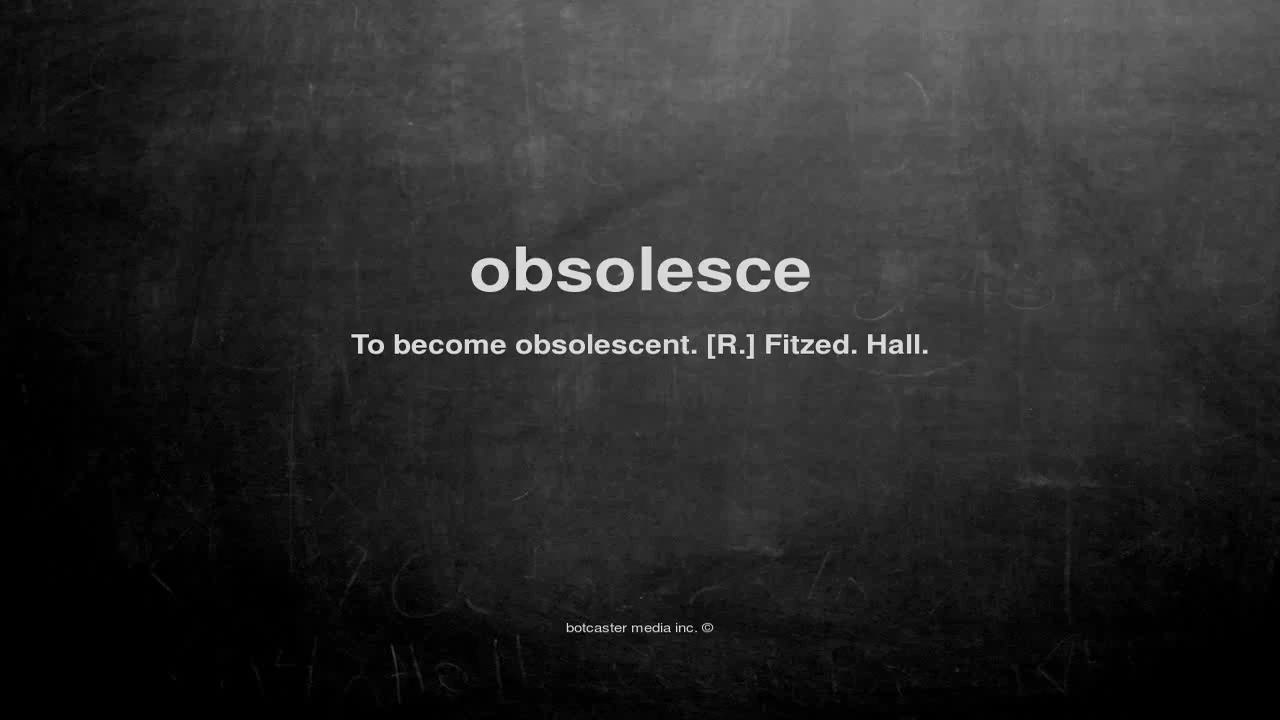 obsolesce
To become obsolescent. [R.] Fitzed. Hall.
botcaster media inc. ©